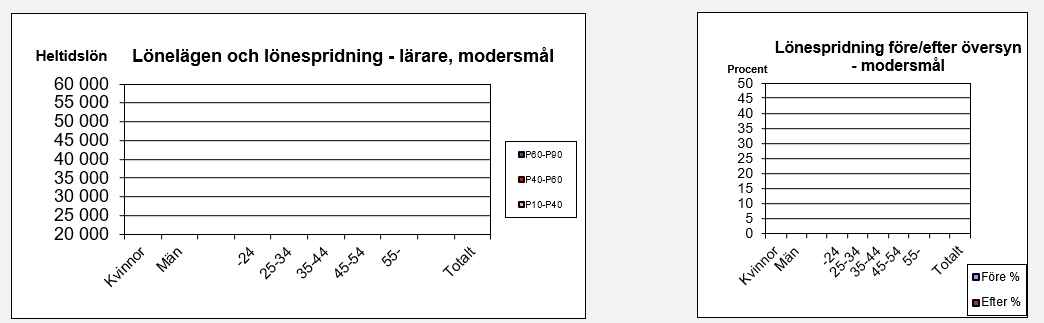 Heltidslön
Lönelägen och lönespridning - lärare, modersmål
60 000
55 000
50 000
45 000
40 000
35 000
30 000
25 000
20 000
Kvinnor
Män
-24
25-34
35-44
45-54
55-
Totalt
P60-P90
P40-P60
P10-P40
Lönespridning före/efter översyn
- modersmål
Procent
50
45
40
35
30
25
20
15
10
5
0
Kvinnor
Män
-24
25-34
35-44
45-54
55-
Totalt
Före %
Efter %